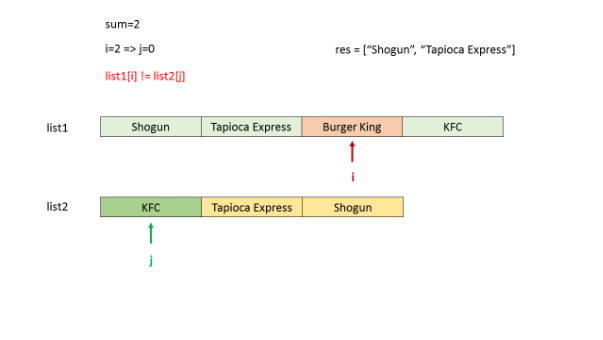 sum=2
i=2 => j=0
res = [“Shogun”, “Tapioca Express”]
list1[i] != list2[j]
list1 Shogun Tapioca Express Burger King KFC
i
list2 KFC Tapioca Express Shogun
j